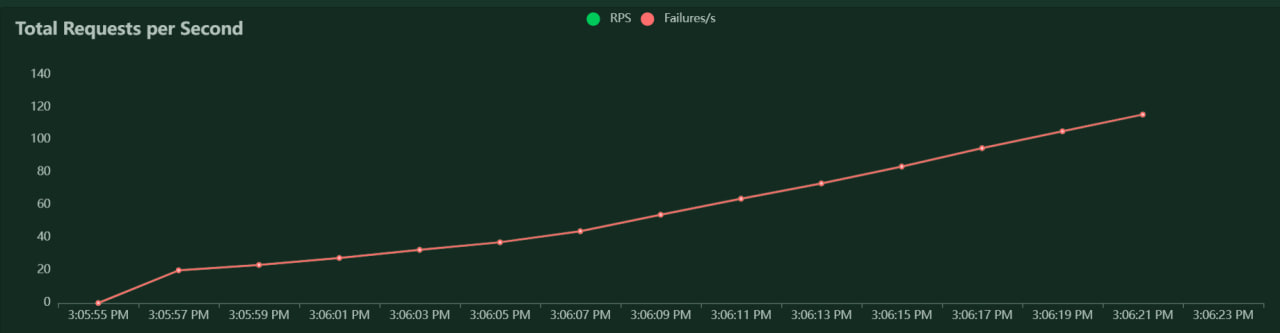 Total Requests per Second
RPS Failures/s
140
120
100
80
60
40
20
0
3:05:55 PM 3:05:57 PM 3:05:59 PM 3:06:01 PM 3:06:03 PM 3:06:05 PM 3:06:07 PM 3:06:09 PM 3:06:11 PM 3:06:13 PM 3:06:15 PM 3:06:17 PM 3:06:19 PM 3:06:21 PM 3:06:23 PM